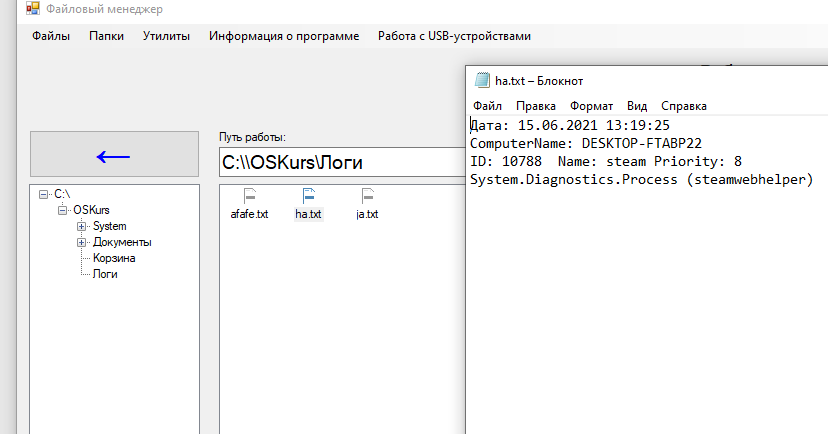 Файловый менеджер
Файлы Папки Утилиты Информация о программе Работа с USB-устройствами
←
Путь работы:
C:\\OSKurs\Логи
C:\
OSKurs
System
Документы
Корзина
Логи
afafe.txt ha.txt ja.txt
ha.txt – Блокнот
Файл Правка Формат Вид Справка
Дата: 15.06.2021 13:19:25
ComputerName: DESKTOP-FTABP22
ID: 10788 Name: steam Priority: 8
System.Diagnostics.Process (steamwebhelper)